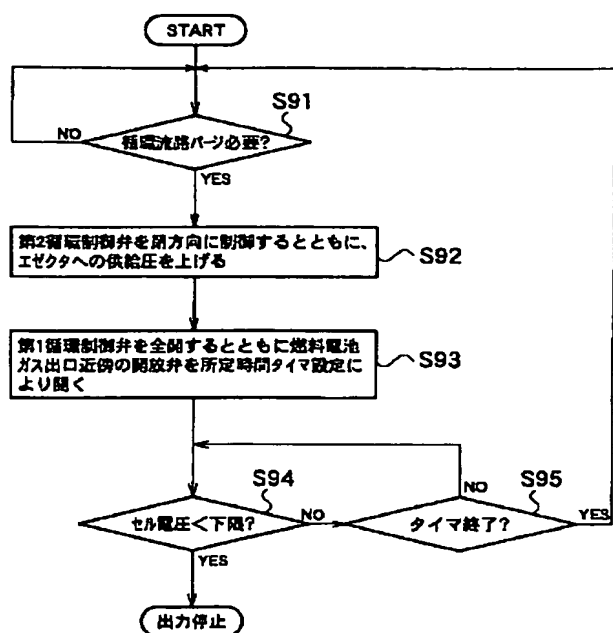 START
S91
循環流路パージ必要?
NO
YES
第2循環制御弁を閉方向に制御するとともに、
エゼクタへの供給圧を上げる
S92
第1循環制御弁を全開するとともに燃料電池
ガス出口近傍の開放弁を所定時間タイマ設定に
より開く
S93
S94
セル電圧<下限?
NO
YES
S95
タイマ終了?
NO
YES
出力停止